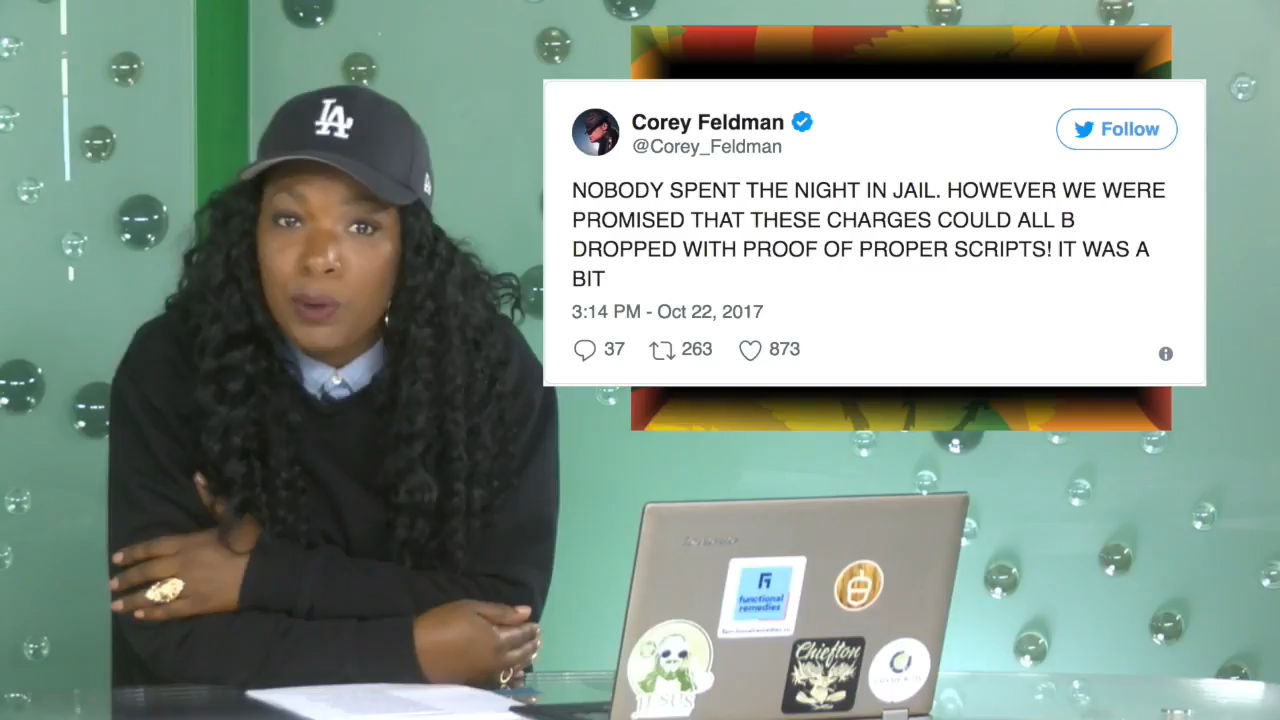 LA
Corey Feldman
@Corey_Feldman
Follow
NOBODY SPENT THE NIGHT IN JAIL. HOWEVER WE WERE
PROMISED THAT THESE CHARGES COULD ALL B
DROPPED WITH PROOF OF PROPER SCRIPTS! IT WAS A
BIT
3:14 PM - Oct 22, 2017
37 263 873
functional
remedies
Chiefton
JESUS